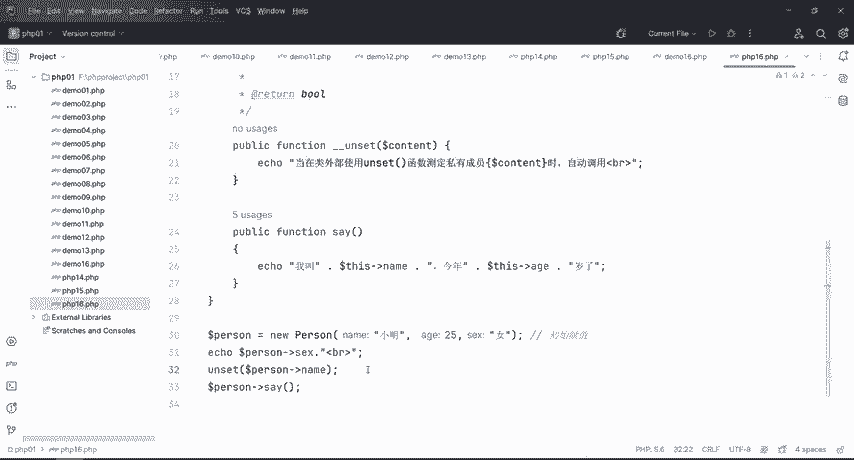 File Edit View Navigate Code Refactor Run Tools VCS Window Help
php01 Version control Current File
Project
.php demo10.php demo11.php demo12.php demo13.php php14.php php15.php demo16.php php16.php
php01 F:\phpproject\php01
demo01.php
demo02.php
demo03.php
demo04.php
demo05.php
demo06.php
demo07.php
demo08.php
demo09.php
demo10.php
demo11.php
demo12.php
demo13.php
demo16.php
php14.php
php15.php
php16.php
External Libraries
Scratches and Consoles
1 2
17 *
18 * @return bool
19 */
no usages
20 public function __unset($content) {
21 echo "当在类外部使用unset()函数测定私有成员{$content}时，自动调用<br>";
22 }
23
5 usages
24 public function say()
25 {
26 echo "我叫" . $this->name . "，今年" . $this->age . "岁了";
27 }
28 }
29
30 $person = new Person( name: "小明", age: 25, sex: "女"); // 初始赋值
31 echo $person->sex."<br>";
32 unset($person->name);
33 $person->say();
34
php01 > php16.php
PHP: 5.6 32:22 CRLF UTF-8 4 spaces